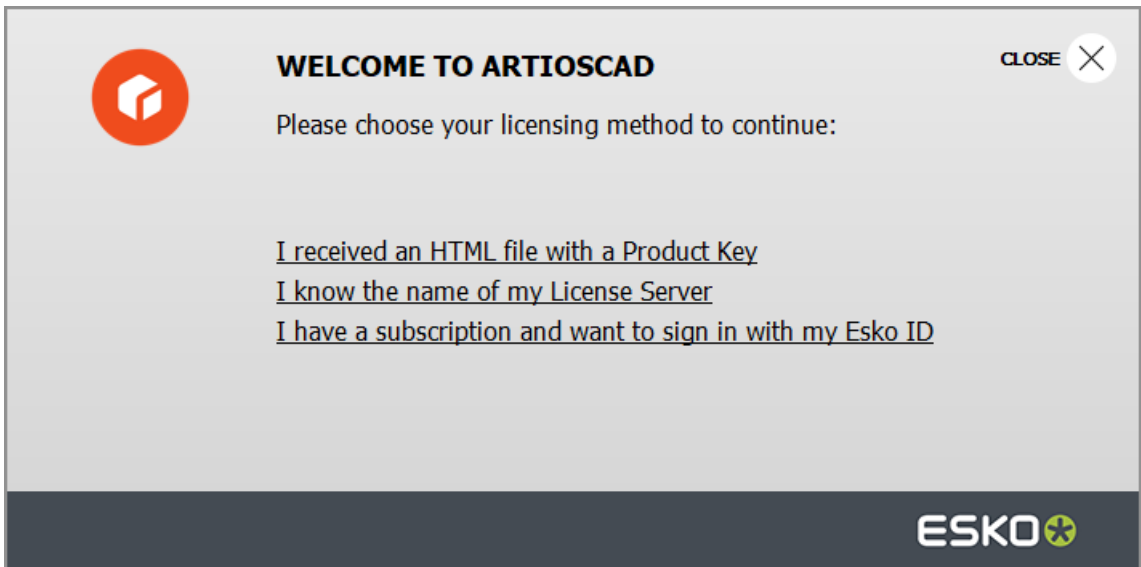 WELCOME TO ARTIOSCAD
CLOSE
Please choose your licensing method to continue:
I received an HTML file with a Product Key
I know the name of my License Server
I have a subscription and want to sign in with my Esko ID
ESKO